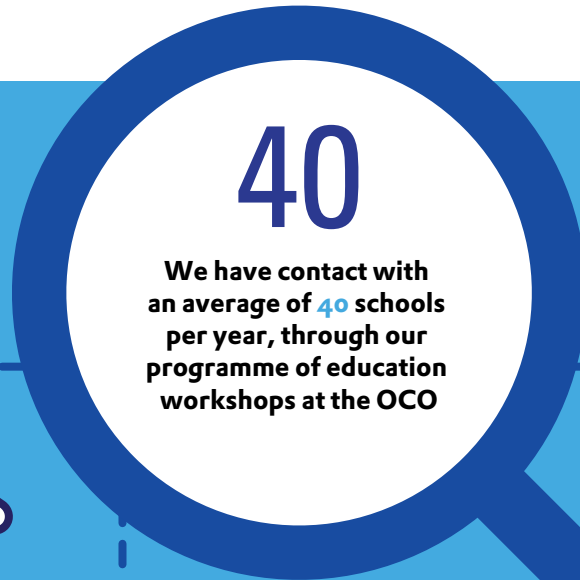 40
We have contact with
an average of 40 schools
per year, through our
programme of education
workshops at the OCO